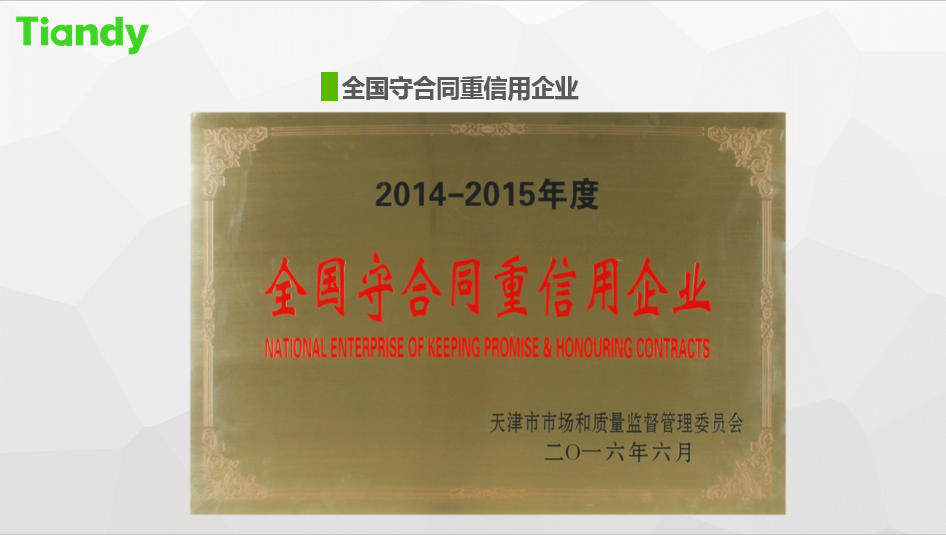 Tiandy
全国守合同重信用企业
2014-2015年度
全国守合同重信用企业
NATIONAL ENTERPRISE OF KEEPING PROMISE & HONOURING CONTRACTS
天津市市场和质量监督管理委员会
二〇一六年六月